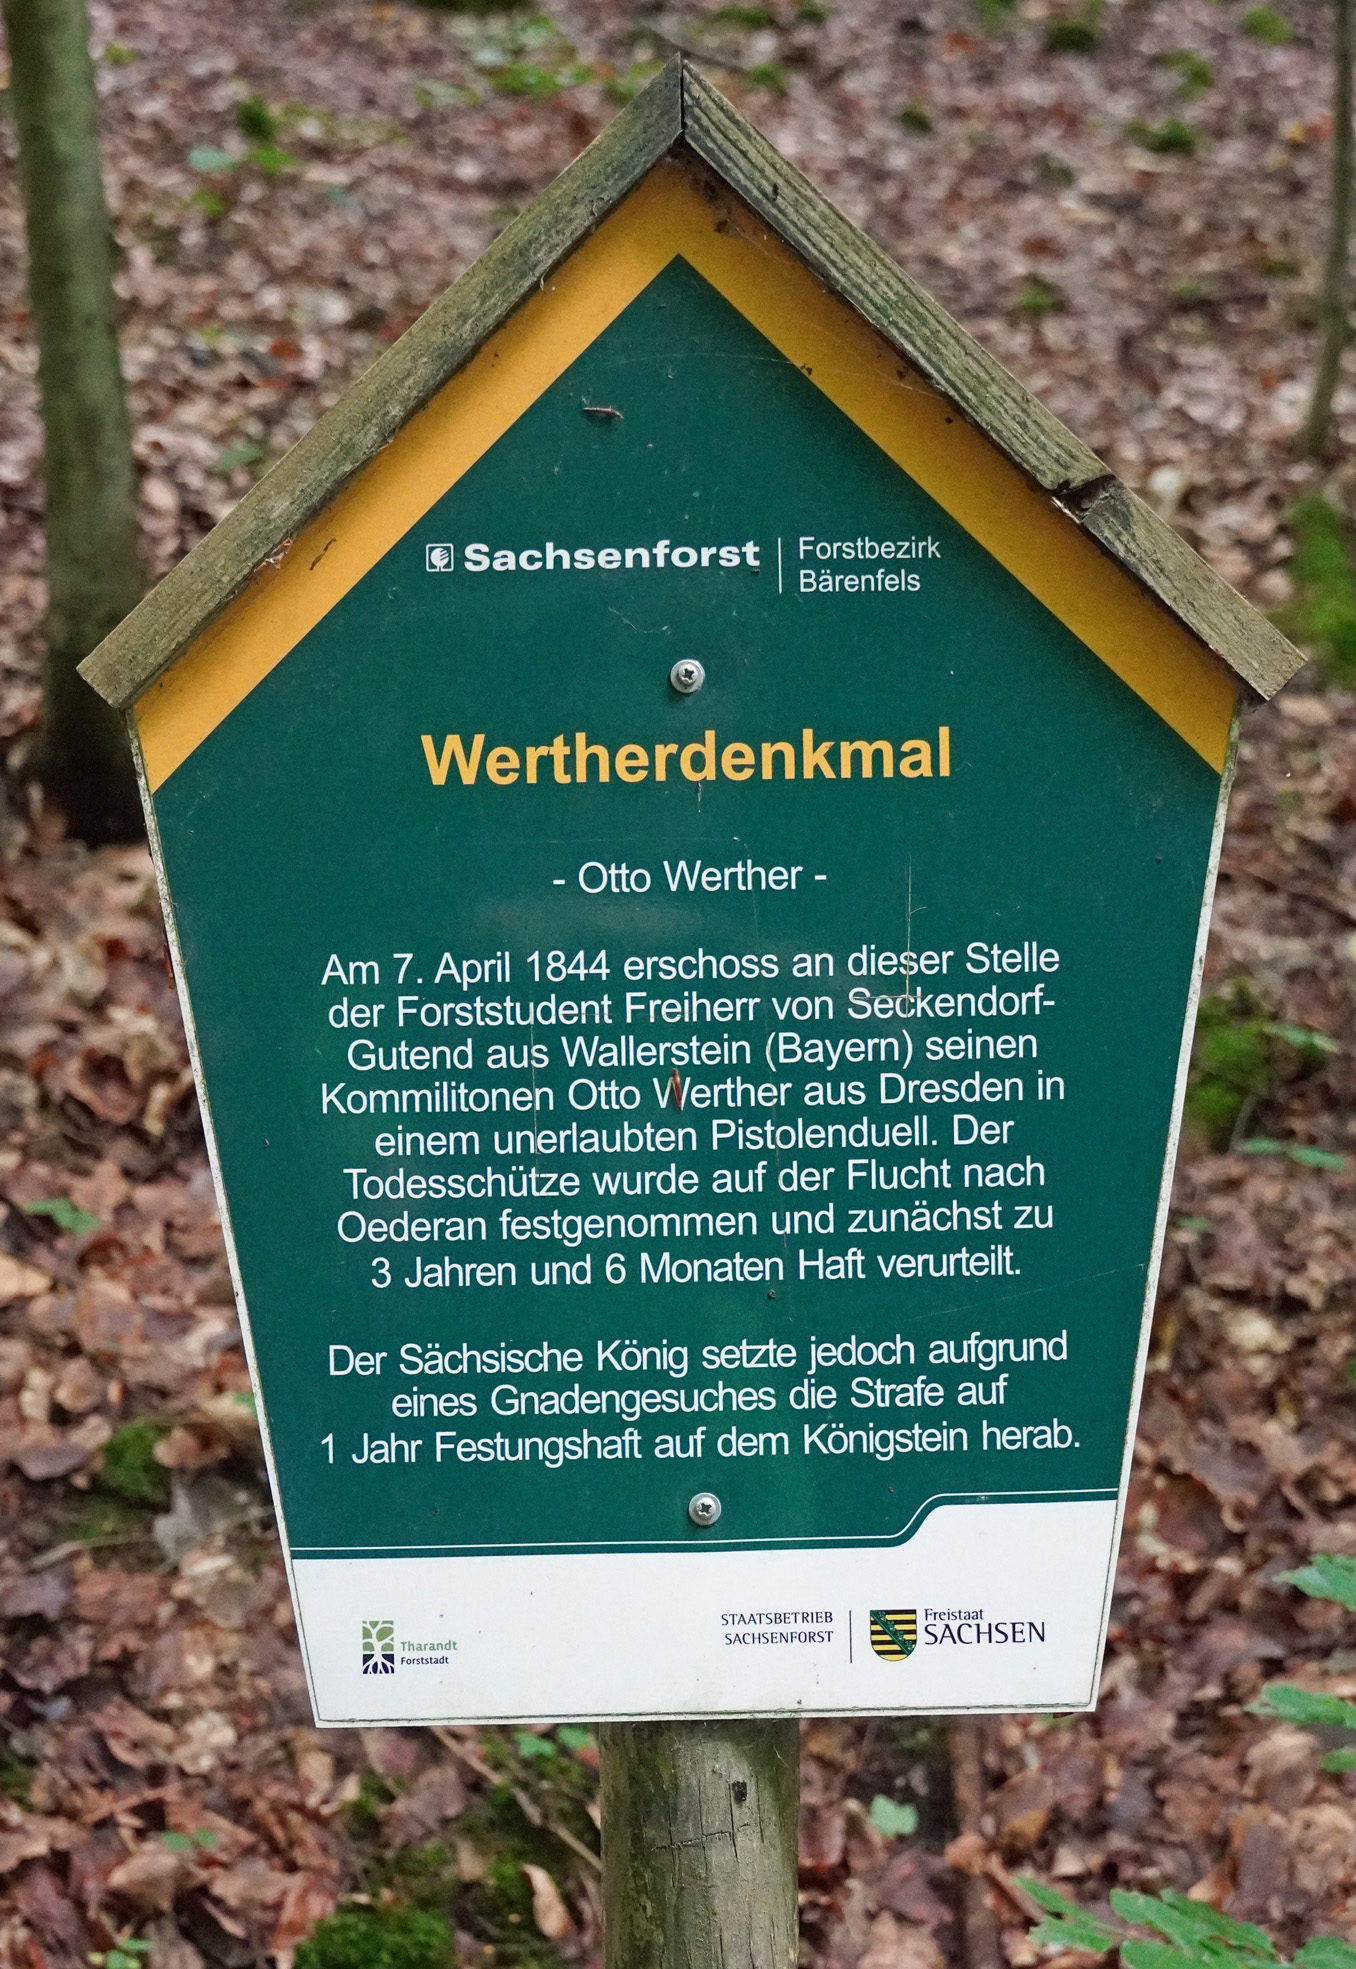 Sachsenforst
Forstbezirk
Bärenfels
Wertherdenkmal
- Otto Werther -
Am 7. April 1844 erschoss an dieser Stelle
der Forststudent Freiherr von Seckendorf-
Gutend aus Wallerstein (Bayern) seinen
Kommilitonen Otto Werther aus Dresden in
einem unerlaubten Pistolenduell. Der
Todesschütze wurde auf der Flucht nach
Oederan festgenommen und zunächst zu
3 Jahren und 6 Monaten Haft verurteilt.
Der Sächsische König setzte jedoch aufgrund
eines Gnadengesuches die Strafe auf
1 Jahr Festungshaft auf dem Königstein herab.
Tharandt
Forststadt
STAATSBETRIEB
SACHSENFORST
Freistaat
SACHSEN